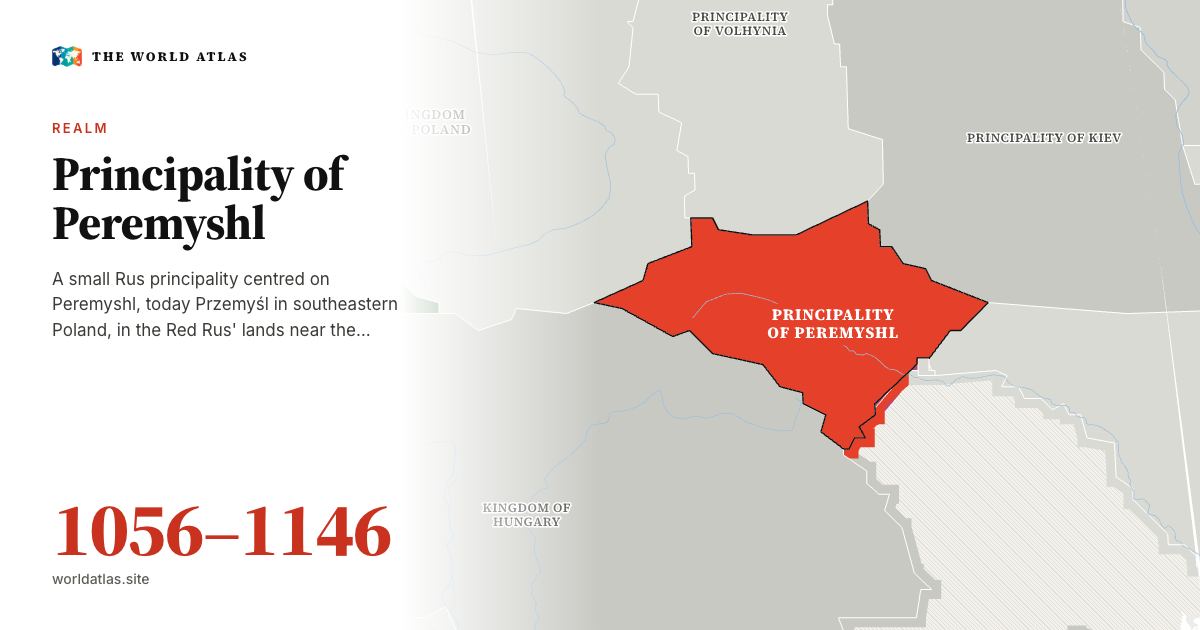 THE WORLD ATLAS
REALM
Principality of
Peremyshl
A small Rus principality centred on
Peremyshl, today Przemyśl in southeastern
Poland, in the Red Rus' lands near the...
1056–1146
worldatlas.site
PRINCIPALITY
OF VOLHYNIA
POLAND
PRINCIPALITY OF KIEV
PRINCIPALITY
OF PEREMYSHL
KINGDOM OF
HUNGARY